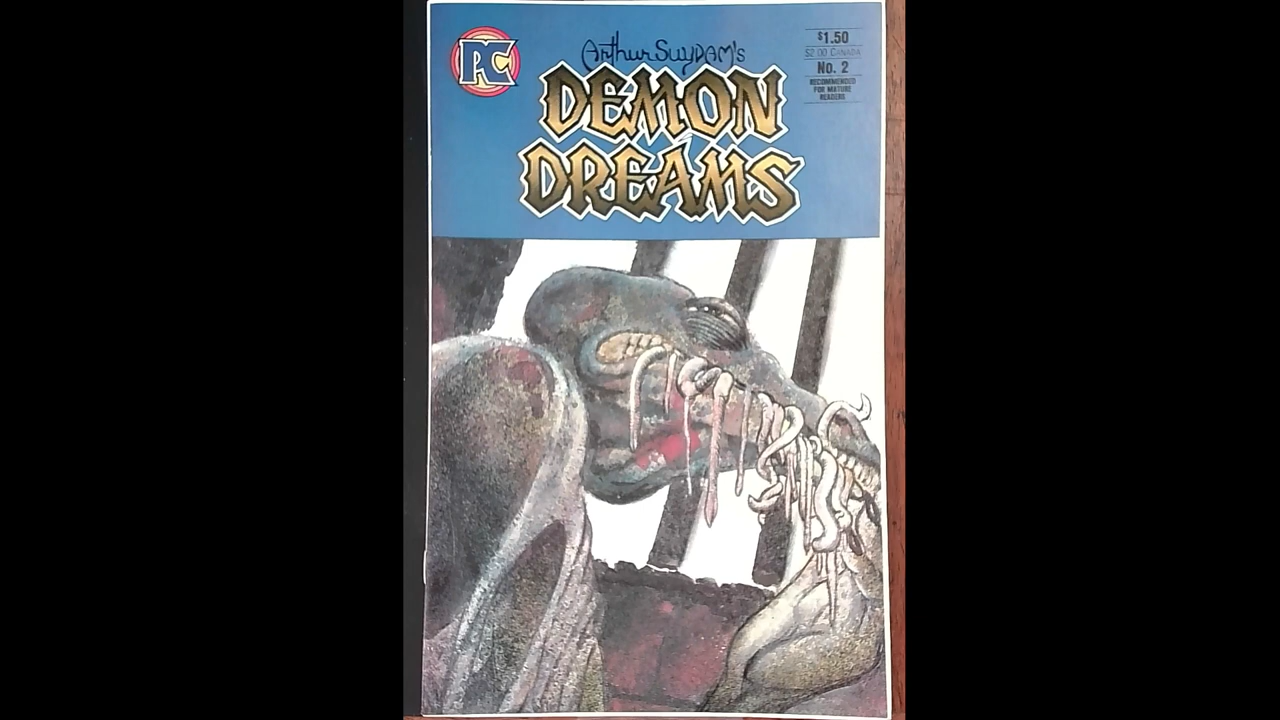 PC
Arthur Suydam's
DEMON
DREAMS
$1.50
$2.00 CANADA
No. 2
RECOMMENDED
FOR MATURE
READERS